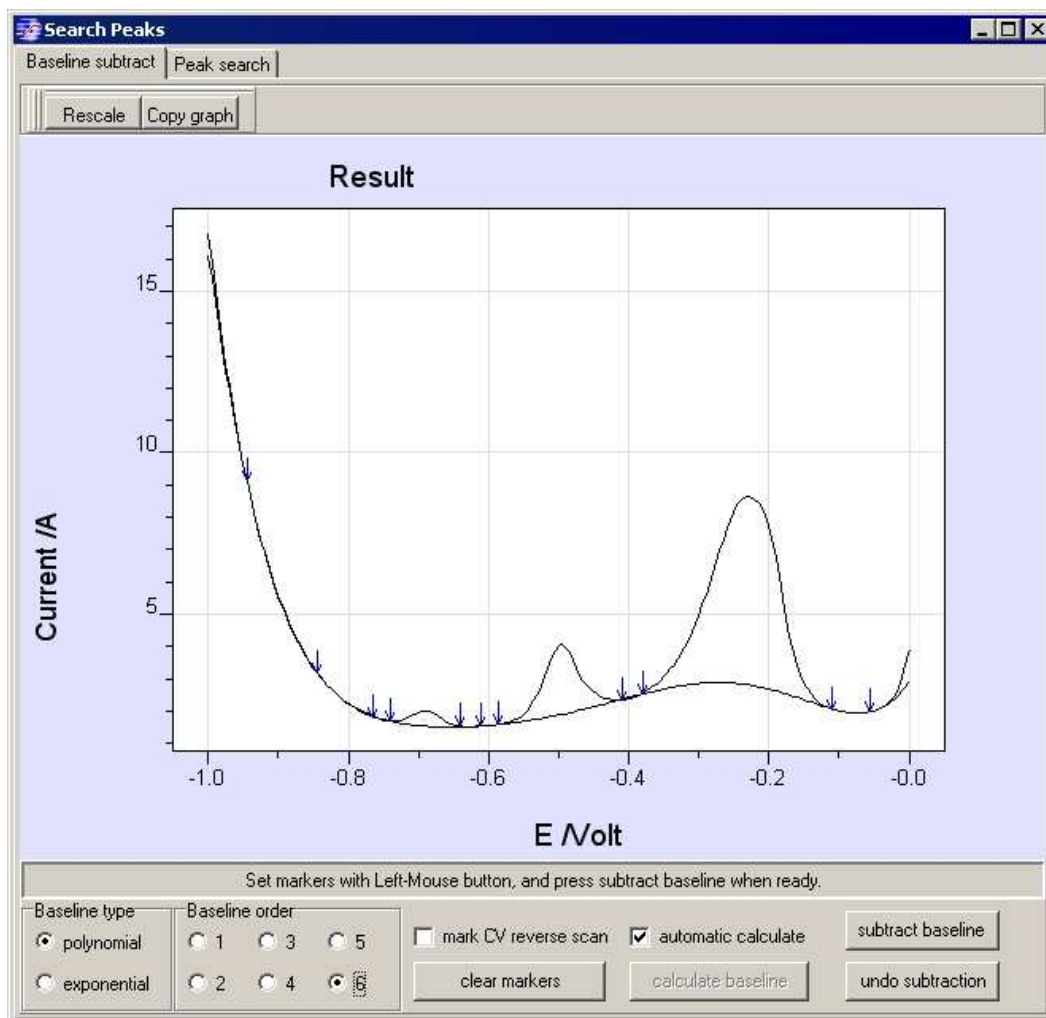 Search Peaks
Baseline subtract Peak search
Rescale Copy graph
Result
15
10
5
Current /A
-1.0 -0.8 -0.6 -0.4 -0.2 -0.0
E /Volt
Set markers with Left-Mouse button, and press subtract baseline when ready.
Baseline type Baseline order
polynomial 1 3 5 mark CV reverse scan automatic calculate subtract baseline
exponential 2 4 6 clear markers calculate baseline undo subtraction